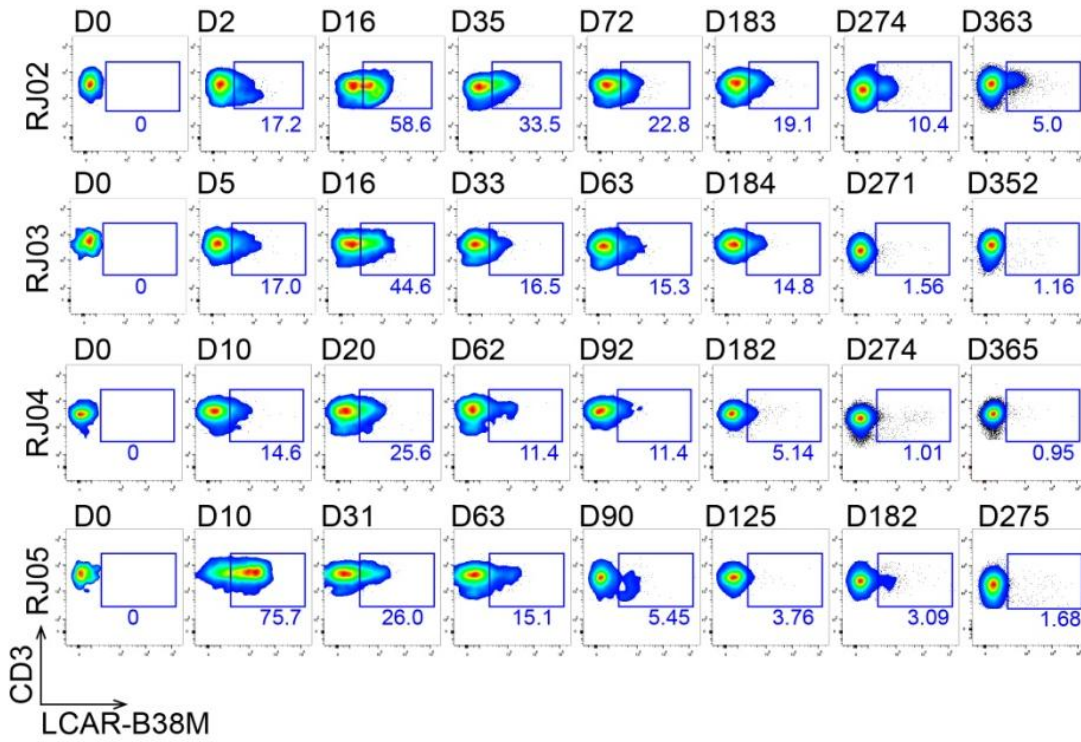 D0 D2 D16 D35 D72 D183 D274 D363
RJ02
0 17.2 58.6 33.5 22.8 19.1 10.4 5.0
D0 D5 D16 D33 D63 D184 D271 D352
RJ03
0 17.0 44.6 16.5 15.3 14.8 1.56 1.16
D0 D10 D20 D62 D92 D182 D274 D365
RJ04
0 14.6 25.6 11.4 11.4 5.14 1.01 0.95
D0 D10 D31 D63 D90 D125 D182 D275
RJ05
0 75.7 26.0 15.1 5.45 3.76 3.09 1.68
CD3
LCAR-B38M